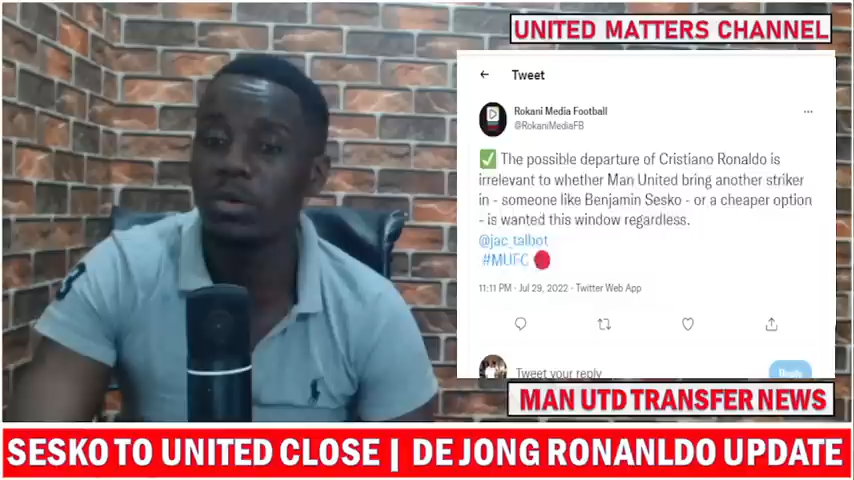 UNITED MATTERS CHANNEL
Tweet
Rokani Media Football
@RokaniMediaFB
The possible departure of Cristiano Ronaldo is
irrelevant to whether Man United bring another striker
in - someone like Benjamin Sesko - or a cheaper option
- is wanted this window regardless.
@jac_talbot
#MUFC
11:11 PM · Jul 29, 2022 · Twitter Web App
Tweet your reply
Reply
MAN UTD TRANSFER NEWS
SESKO TO UNITED CLOSE | DE JONG RONANLDO UPDATE
3